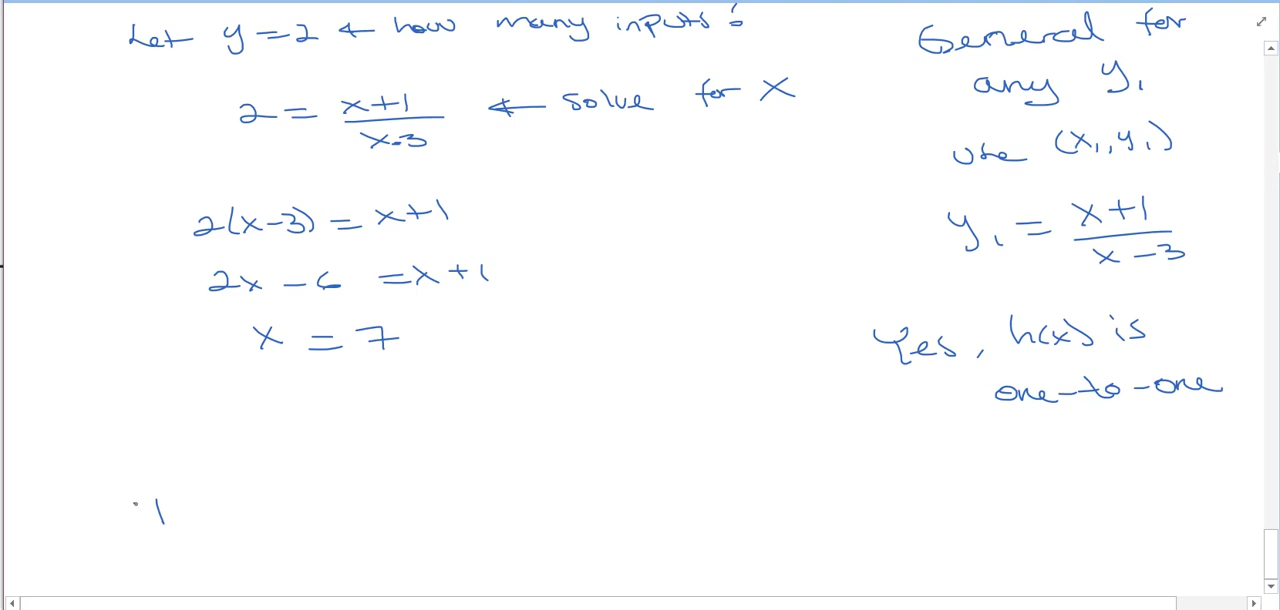 Let y = 2 ← how many inputs?
2 = x+1 / x-3 ← solve for x
2(x-3) = x+1
2x - 6 = x+1
x = 7
General for
any y₁
use (x₁,y₁)
y₁ = x+1 / x-3
Yes, h(x) is
one-to-one